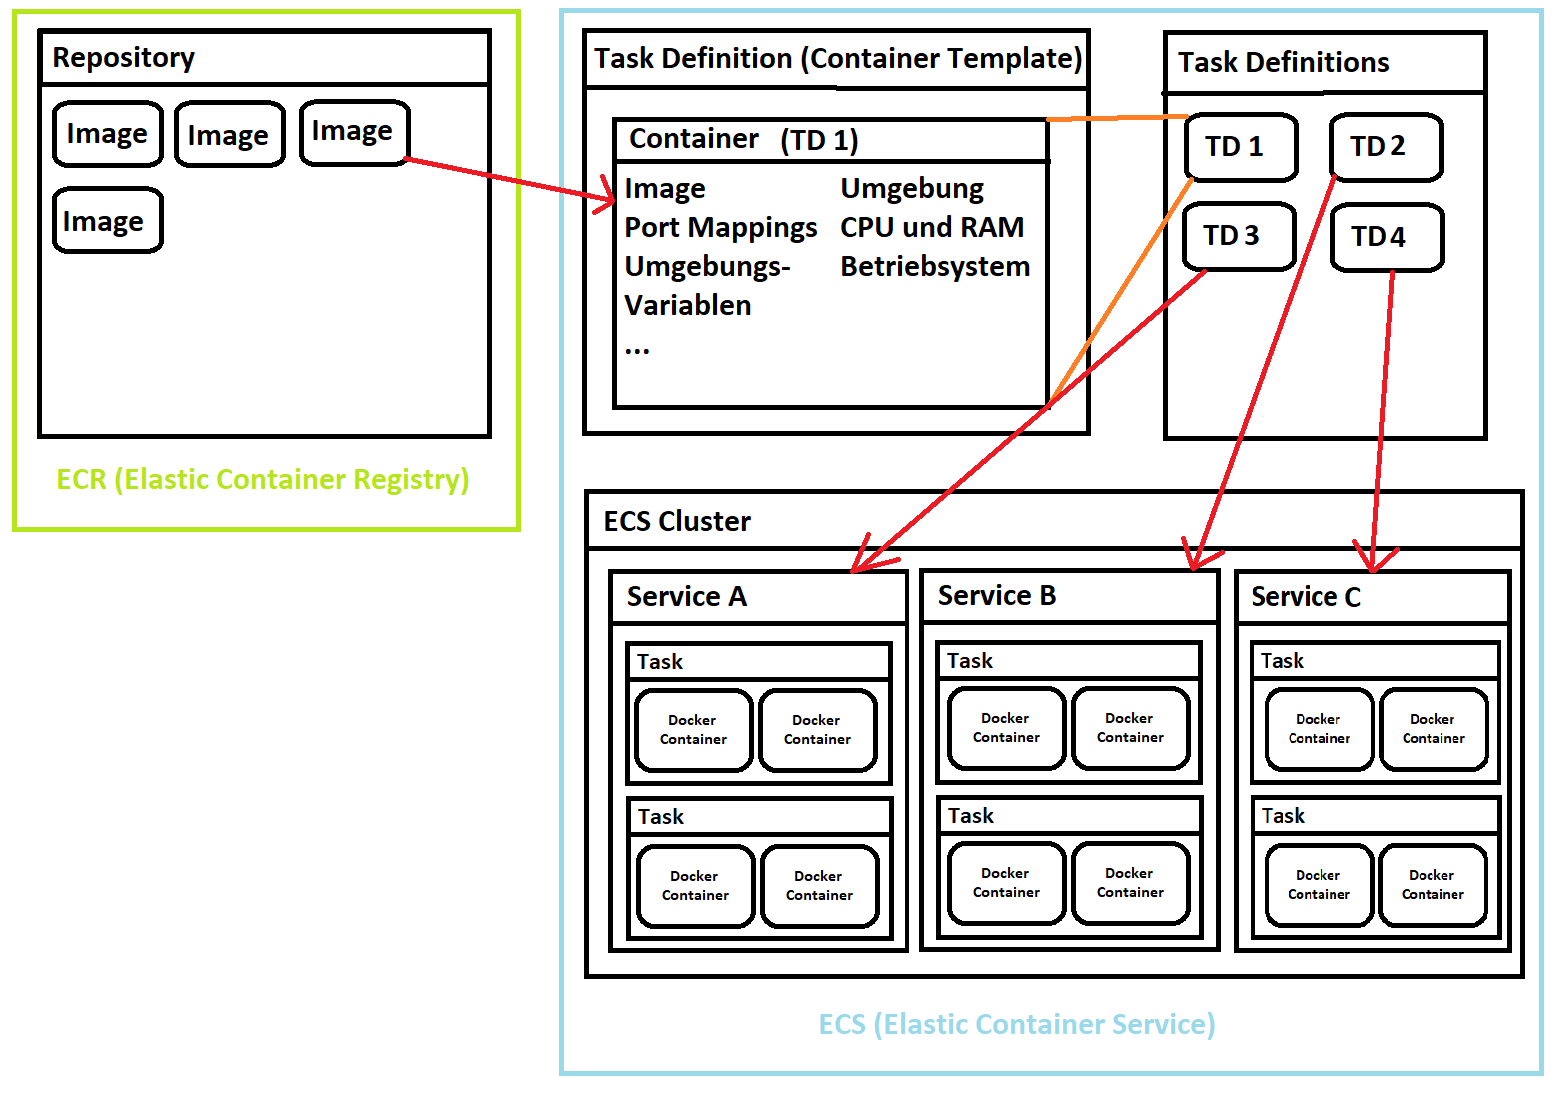 Repository
Image Image Image
Image
ECR (Elastic Container Registry)
Task Definition (Container Template)
Container (TD 1)
Image
Port Mappings
Umgebungs-
Variablen
...
Umgebung
CPU und RAM
Betriebsystem
Task Definitions
TD 1 TD 2
TD 3 TD 4
ECS Cluster
Service A
Task
Docker
Container
Docker
Container
Task
Docker
Container
Docker
Container
Service B
Task
Docker
Container
Docker
Container
Task
Docker
Container
Docker
Container
Service C
Task
Docker
Container
Docker
Container
Task
Docker
Container
Docker
Container
ECS (Elastic Container Service)